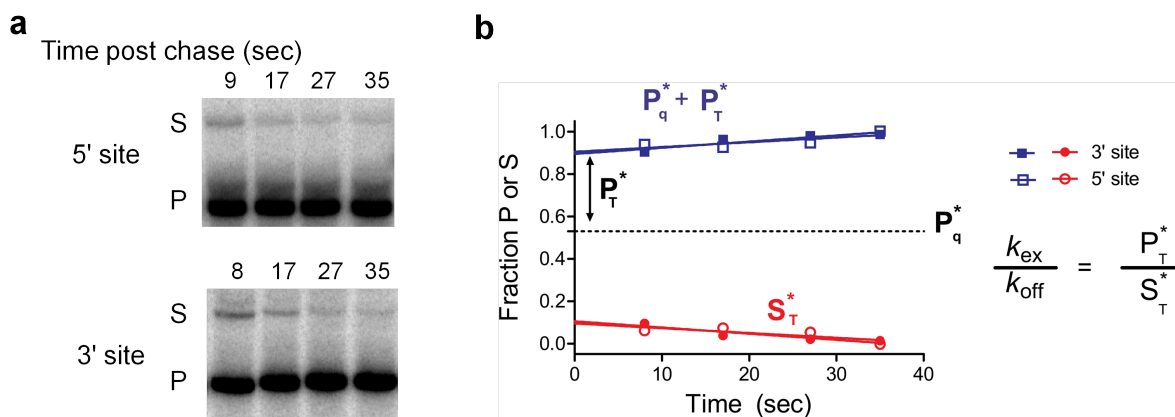 a
Time post chase (sec)
9 17 27 35
S
5' site
P
8 17 27 35
S
3' site
P
b
P*q + P*T
1.0
0.8
0.6
0.4
0.2
0.0
Fraction P or S
P*T
P*q
S*T
0 10 20 30 40
Time (sec)
3' site
5' site
kex / koff = P*T / S*T